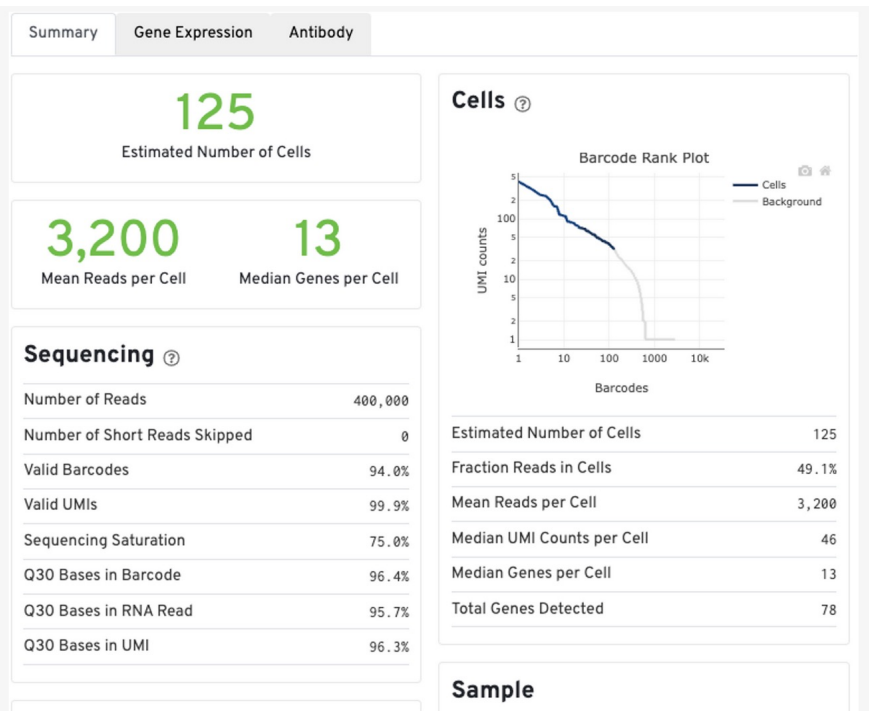 Summary
Gene Expression
Antibody
125
Estimated Number of Cells
3,200
Mean Reads per Cell
13
Median Genes per Cell
Sequencing ?
Number of Reads 400,000
Number of Short Reads Skipped 0
Valid Barcodes 94.0%
Valid UMIs 99.9%
Sequencing Saturation 75.0%
Q30 Bases in Barcode 96.4%
Q30 Bases in RNA Read 95.7%
Q30 Bases in UMI 96.3%
Cells ?
Barcode Rank Plot
Cells
Background
UMI counts
5
2
100
5
2
10
5
2
1
1 10 100 1000 10k
Barcodes
Estimated Number of Cells 125
Fraction Reads in Cells 49.1%
Mean Reads per Cell 3,200
Median UMI Counts per Cell 46
Median Genes per Cell 13
Total Genes Detected 78
Sample